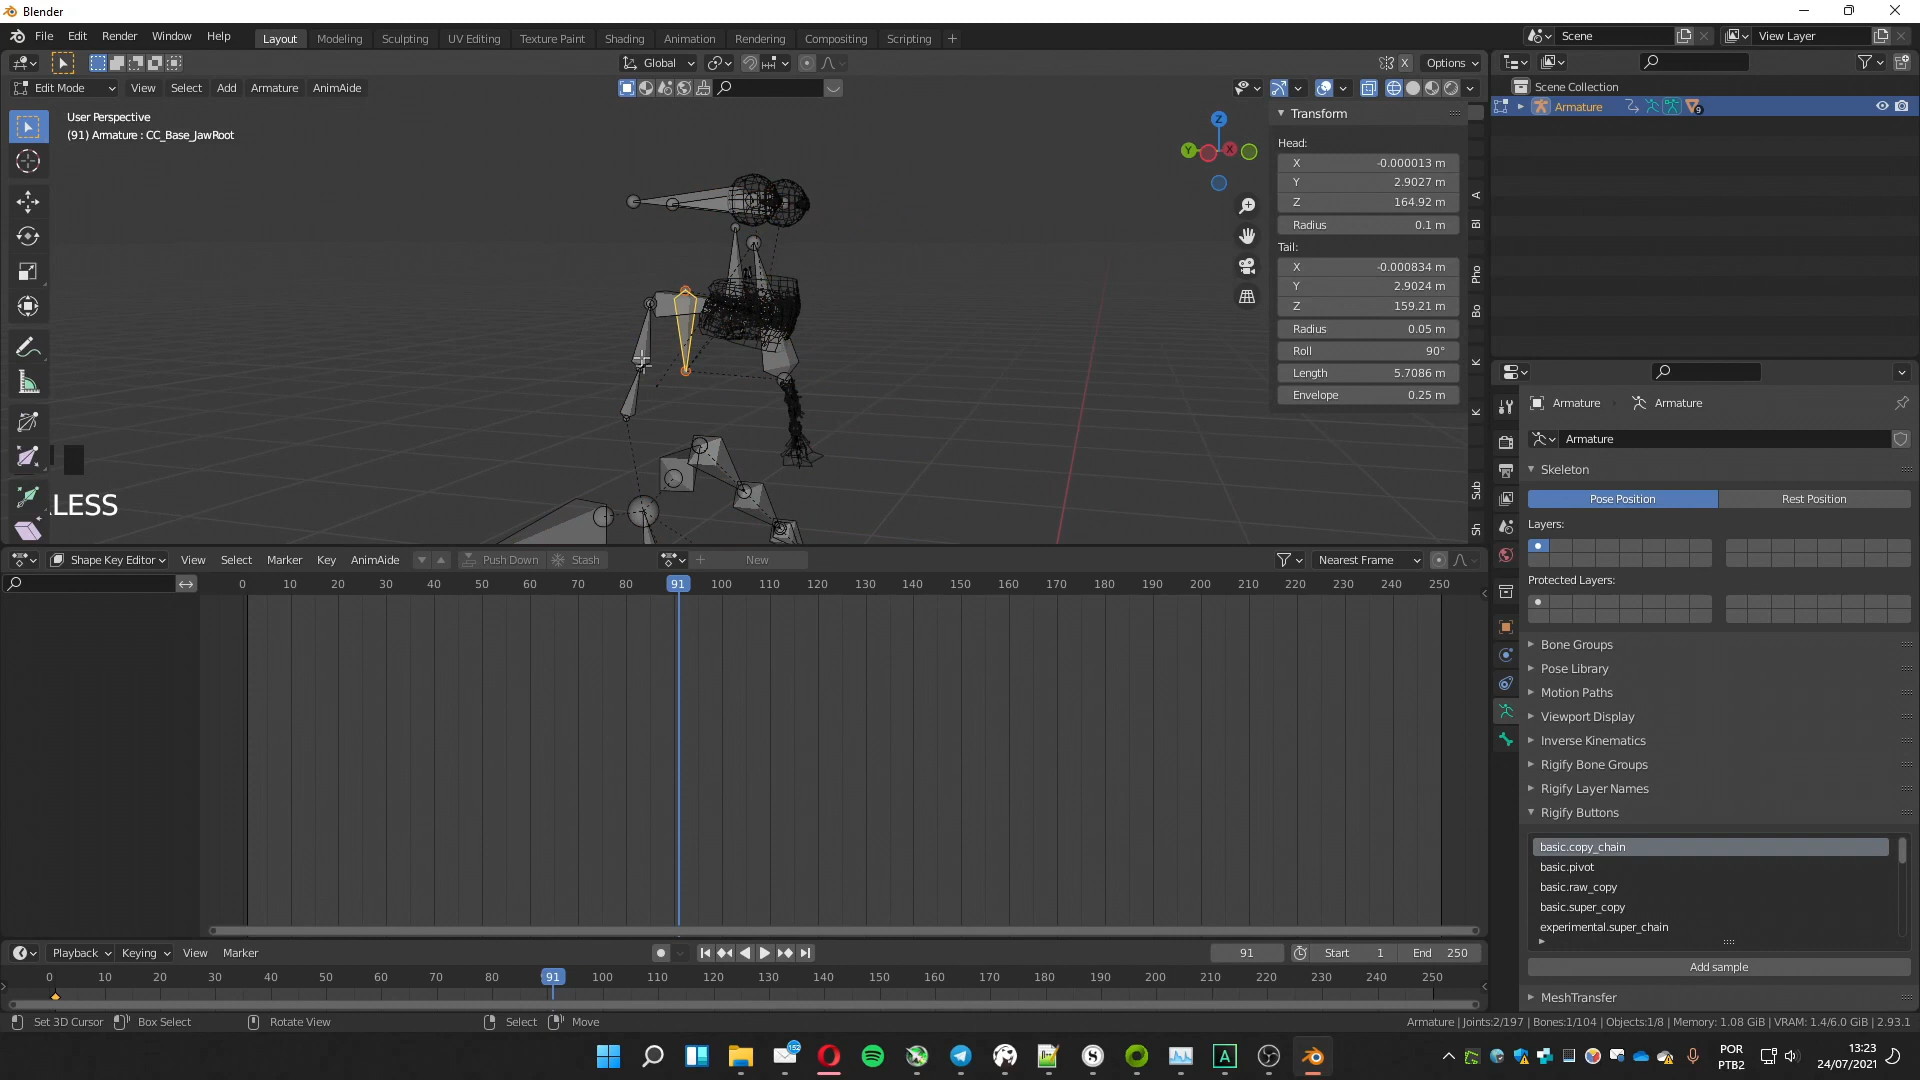 Blender
File Edit Render Window Help Layout Modeling Sculpting UV Editing Texture Paint Shading Animation Rendering Compositing Scripting Scene View Layer
Global Options
Edit Mode View Select Add Armature AnimAide
User Perspective
(91) Armature : CC_Base_JawRoot
Z
Y
X
Transform
Head:
X -0.000013 m
Y 2.9027 m
Z 164.92 m
Radius 0.1 m
Tail:
X -0.000834 m
Y 2.9024 m
Z 159.21 m
Radius 0.05 m
Roll 90°
Length 5.7086 m
Envelope 0.25 m
A
Bl
Pho
Bo
K
K
Sub
Sh
LESS
Scene Collection
Armature
9
Armature Armature
Armature
Skeleton
Pose Position Rest Position
Layers:
Protected Layers:
Bone Groups
Pose Library
Motion Paths
Viewport Display
Inverse Kinematics
Rigify Bone Groups
Rigify Layer Names
Rigify Buttons
basic.copy_chain
basic.pivot
basic.raw_copy
basic.super_copy
experimental.super_chain
Add sample
MeshTransfer
Shape Key Editor View Select Marker Key AnimAide Push Down Stash New Nearest Frame
0 10 20 30 40 50 60 70 80 91 100 110 120 130 140 150 160 170 180 190 200 210 220 230 240 250
Playback Keying View Marker 91 Start 1 End 250
0 10 20 30 40 50 60 70 80 91 100 110 120 130 140 150 160 170 180 190 200 210 220 230 240 250
Set 3D Cursor Box Select Rotate View Select Move
Armature | Joints:2/197 | Bones:1/104 | Objects:1/8 | Memory: 1.08 GiB | VRAM: 1.4/6.0 GiB | 2.93.1
152
POR
PTB2
13:23
24/07/2021